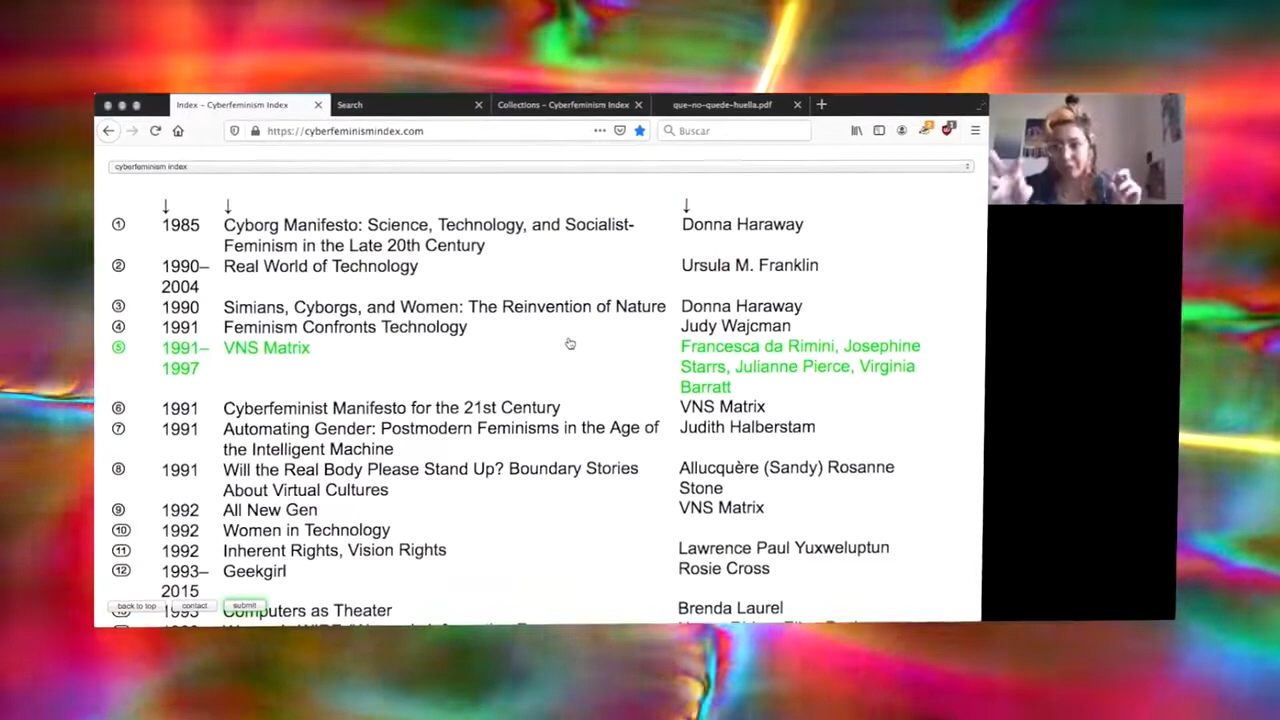 Index – Cyberfeminism Index
Search
Collections – Cyberfeminism Index
que-no-quede-huella.pdf
https://cyberfeminismindex.com
Buscar
cyberfeminism index
1 1985 Cyborg Manifesto: Science, Technology, and Socialist- Donna Haraway
Feminism in the Late 20th Century
2 1990– Real World of Technology Ursula M. Franklin
2004
3 1990 Simians, Cyborgs, and Women: The Reinvention of Nature Donna Haraway
4 1991 Feminism Confronts Technology Judy Wajcman
5 1991– VNS Matrix Francesca da Rimini, Josephine
1997 Starrs, Julianne Pierce, Virginia
Barratt
6 1991 Cyberfeminist Manifesto for the 21st Century VNS Matrix
7 1991 Automating Gender: Postmodern Feminisms in the Age of Judith Halberstam
the Intelligent Machine
8 1991 Will the Real Body Please Stand Up? Boundary Stories Allucquère (Sandy) Rosanne
About Virtual Cultures Stone
9 1992 All New Gen VNS Matrix
10 1992 Women in Technology
11 1992 Inherent Rights, Vision Rights Lawrence Paul Yuxweluptun
12 1993– Geekgirl Rosie Cross
2015
back to top contact submit
1993 Computers as Theater Brenda Laurel